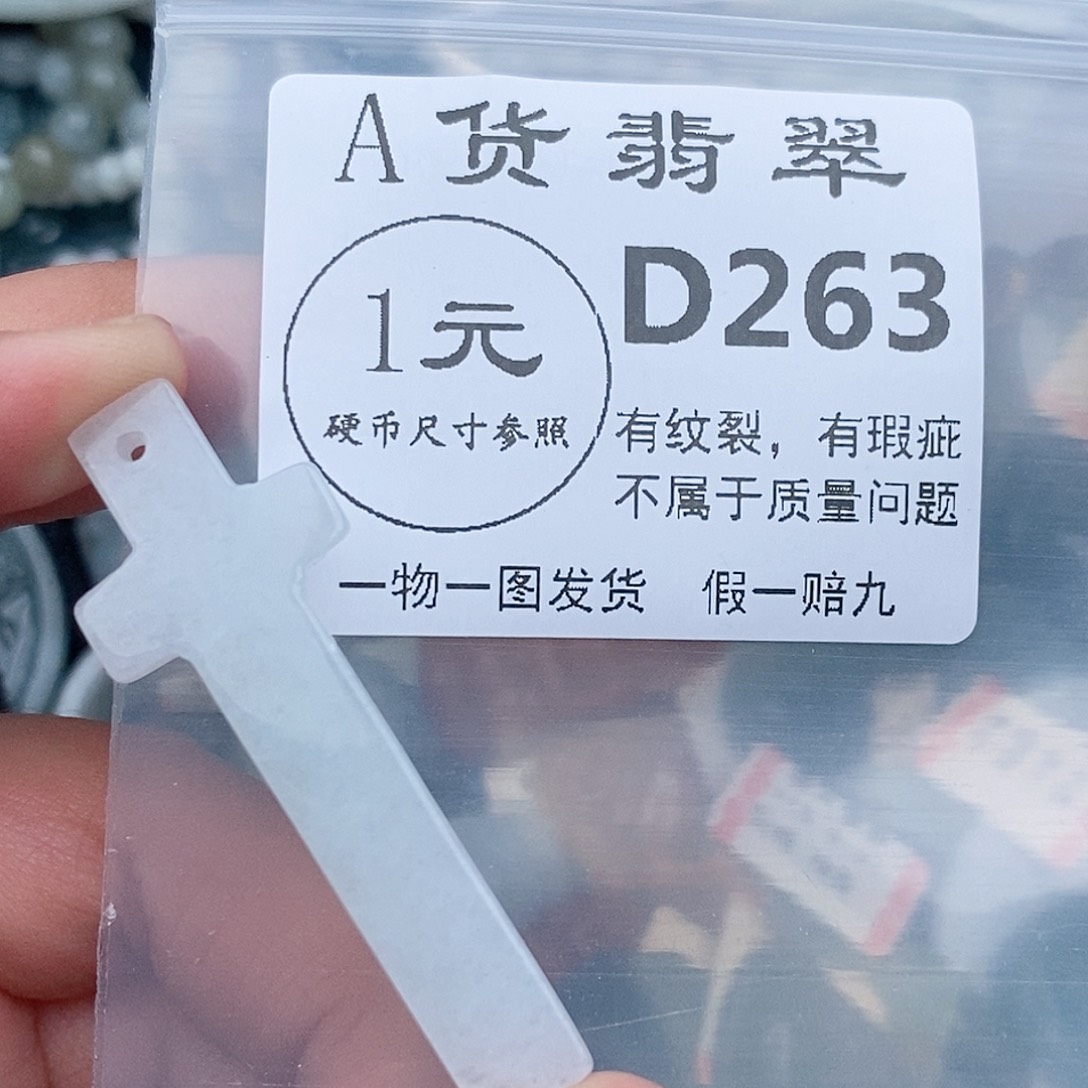 A货翡翠
1元
硬币尺寸参照
D263
有纹裂，有瑕疵
不属于质量问题
一物一图发货 假一赔九